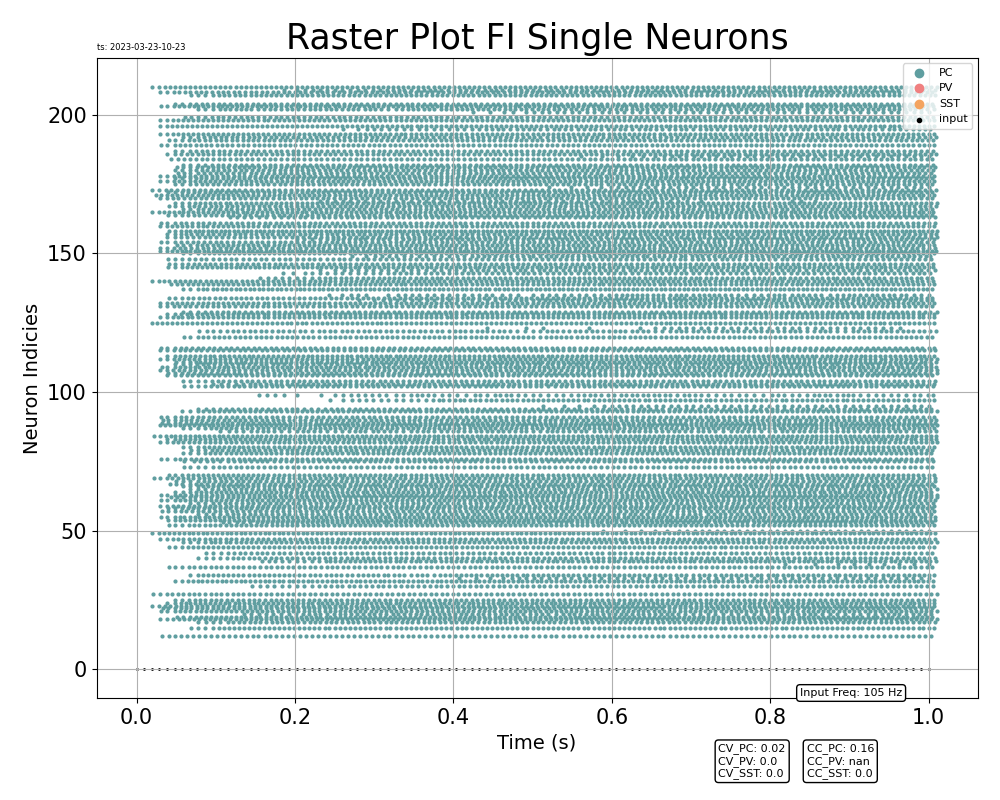 Raster Plot FI Single Neurons
ts: 2023-03-23-10-23
PC
PV
SST
input
200
150
100
50
0
Neuron Indicies
0.0 0.2 0.4 0.6 0.8 1.0
Time (s)
Input Freq: 105 Hz
CV_PC: 0.02
CV_PV: 0.0
CV_SST: 0.0
CC_PC: 0.16
CC_PV: nan
CC_SST: 0.0